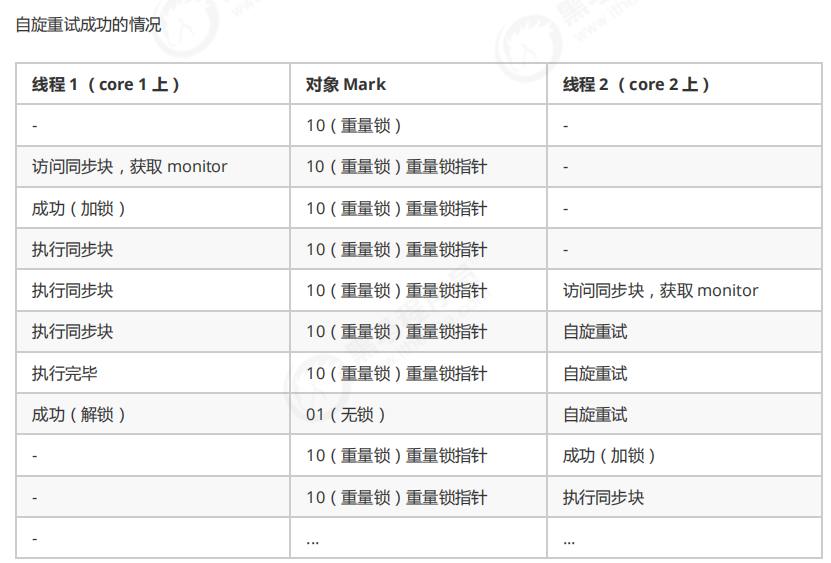 自旋重试成功的情况
线程 1 （core 1 上） 对象 Mark 线程 2 （core 2 上）
- 10（重量锁） -
访问同步块，获取 monitor 10（重量锁）重量锁指针 -
成功（加锁） 10（重量锁）重量锁指针 -
执行同步块 10（重量锁）重量锁指针 -
执行同步块 10（重量锁）重量锁指针 访问同步块，获取 monitor
执行同步块 10（重量锁）重量锁指针 自旋重试
执行完毕 10（重量锁）重量锁指针 自旋重试
成功（解锁） 01（无锁） 自旋重试
- 10（重量锁）重量锁指针 成功（加锁）
- 10（重量锁）重量锁指针 执行同步块
- ... ...